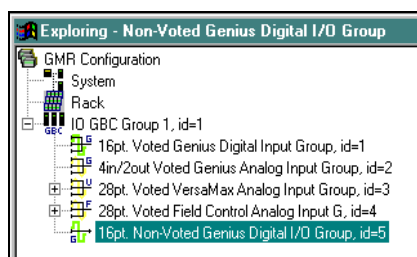 Exploring - Non-Voted Genius Digital I/O Group
GMR Configuration
System
Rack
GBC
IO GBC Group 1, id=1
G
16pt. Voted Genius Digital Input Group, id=1
G
4in/2out Voted Genius Analog Input Group, id=2
U
28pt. Voted VersaMax Analog Input Group, id=3
F
28pt. Voted Field Control Analog Input G, id=4
G
16pt. Non-Voted Genius Digital I/O Group, id=5